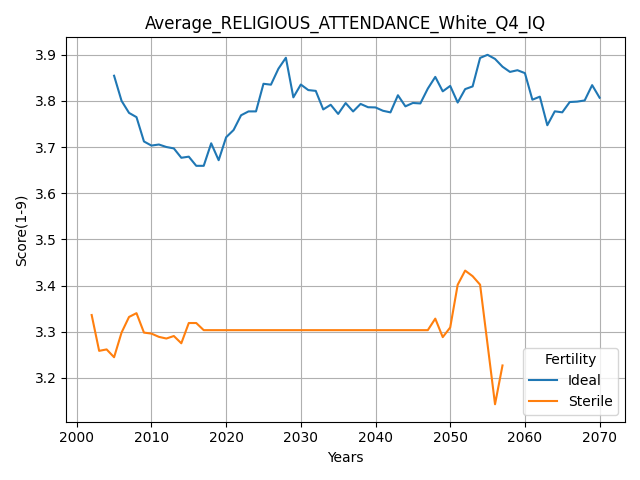 Average_RELIGIOUS_ATTENDANCE_White_Q4_IQ
3.9
3.8
3.7
3.6
3.5
3.4
3.3
3.2
Score(1-9)
2000 2010 2020 2030 2040 2050 2060 2070
Years
Fertility
Ideal
Sterile